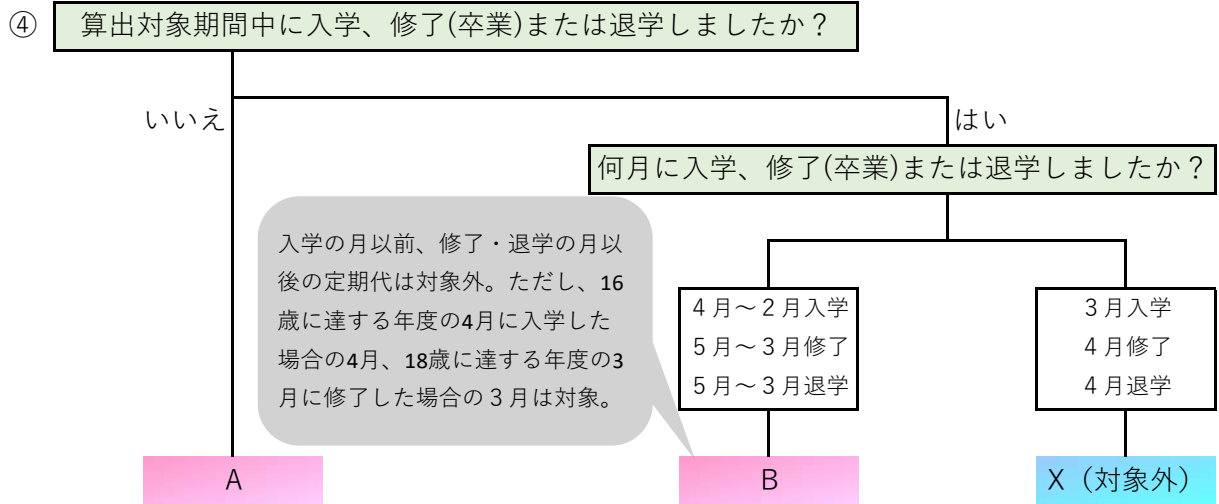 ④ 算出対象期間中に入学、修了(卒業)または退学しましたか？
いいえ
はい
何月に入学、修了(卒業)または退学しましたか？
入学の月以前、修了・退学の月以
後の定期代は対象外。ただし、16
歳に達する年度の4月に入学した
場合の4月、18歳に達する年度の3
月に修了した場合の３月は対象。
４月～２月入学
５月～３月修了
５月～３月退学
３月入学
４月修了
４月退学
A
B
X（対象外）